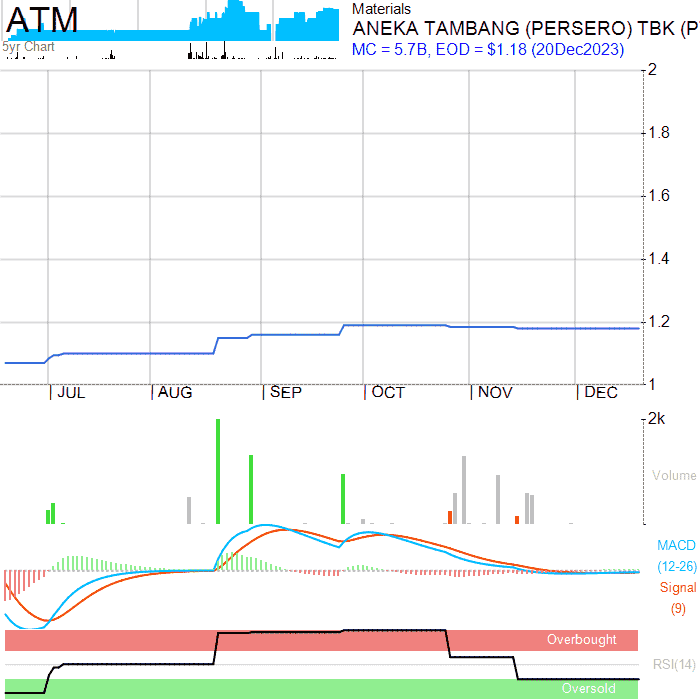 ATM
5yr Chart
Materials
ANEKA TAMBANG (PERSERO) TBK (P
MC = 5.7B, EOD = $1.18 (20Dec2023)
2
1.8
1.6
1.4
1.2
1
JUL
AUG
SEP
OCT
NOV
DEC
2k
Volume
MACD
(12-26)
Signal
(9)
Overbought
RSI(14)
Oversold